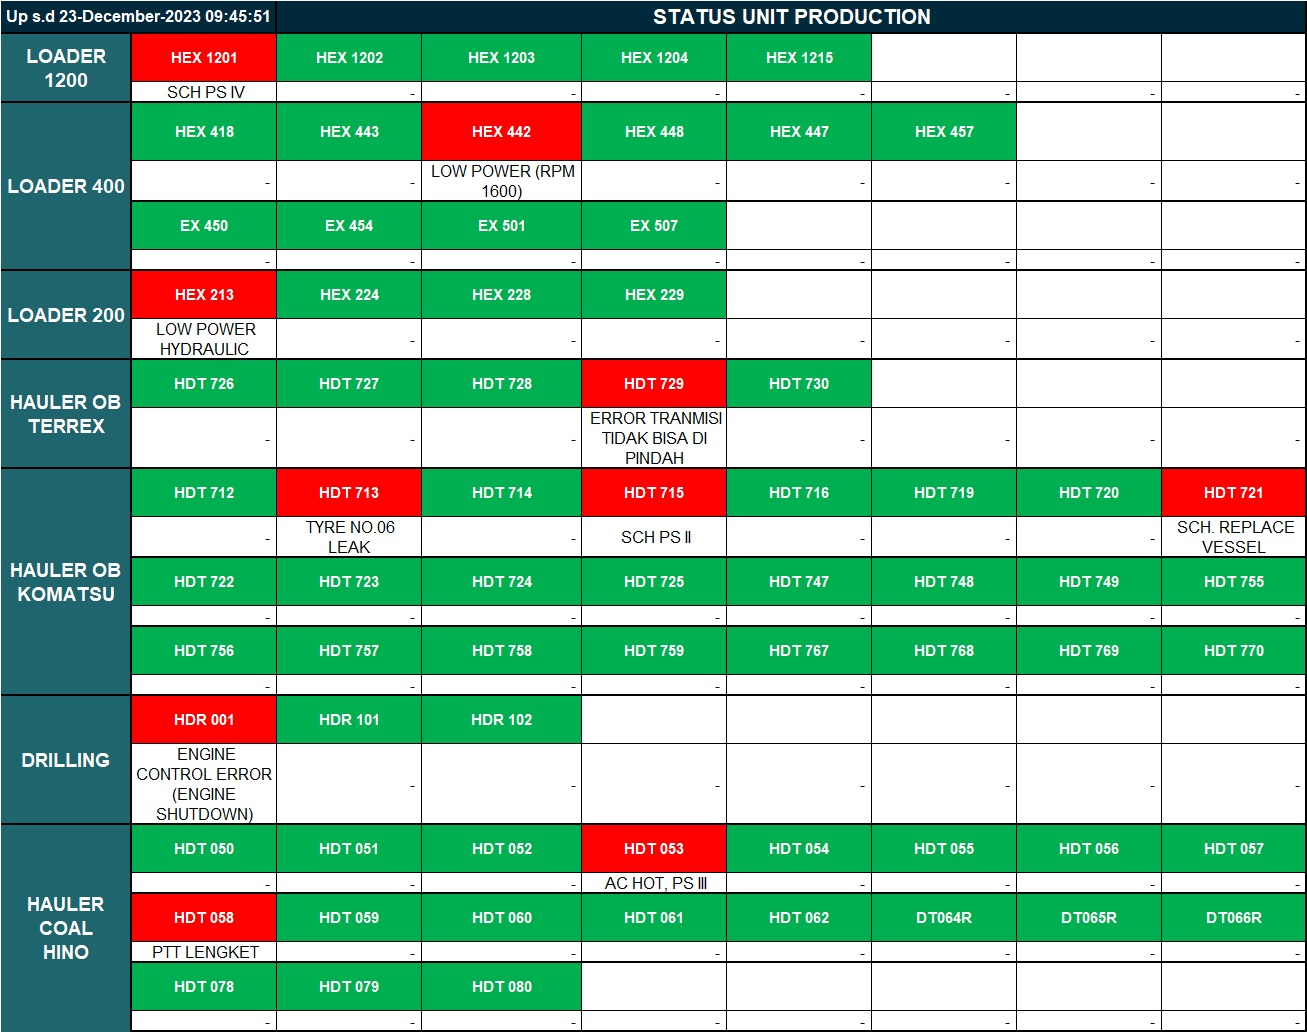 Up s.d 23-December-2023 09:45:51 STATUS UNIT PRODUCTION
LOADER
1200
HEX 1201 HEX 1202 HEX 1203 HEX 1204 HEX 1215
SCH PS IV - - - - - - -
LOADER 400
HEX 418 HEX 443 HEX 442 HEX 448 HEX 447 HEX 457
- - LOW POWER (RPM
1600) - - - - -
EX 450 EX 454 EX 501 EX 507
- - - - - - - -
LOADER 200
HEX 213 HEX 224 HEX 228 HEX 229
LOW POWER
HYDRAULIC - - - - - - -
HAULER OB
TERREX
HDT 726 HDT 727 HDT 728 HDT 729 HDT 730
- - - ERROR TRANMISI
TIDAK BISA DI
PINDAH - - - -
HAULER OB
KOMATSU
HDT 712 HDT 713 HDT 714 HDT 715 HDT 716 HDT 719 HDT 720 HDT 721
- TYRE NO.06
LEAK - SCH PS II - - - SCH. REPLACE
VESSEL
HDT 722 HDT 723 HDT 724 HDT 725 HDT 747 HDT 748 HDT 749 HDT 755
- - - - - - - -
HDT 756 HDT 757 HDT 758 HDT 759 HDT 767 HDT 768 HDT 769 HDT 770
- - - - - - - -
DRILLING
HDR 001 HDR 101 HDR 102
ENGINE
CONTROL ERROR
(ENGINE
SHUTDOWN) - - - - - - -
HAULER
COAL
HINO
HDT 050 HDT 051 HDT 052 HDT 053 HDT 054 HDT 055 HDT 056 HDT 057
- - - AC HOT, PS III - - - -
HDT 058 HDT 059 HDT 060 HDT 061 HDT 062 DT064R DT065R DT066R
PTT LENGKET - - - - - - -
HDT 078 HDT 079 HDT 080
- - - - - - - -